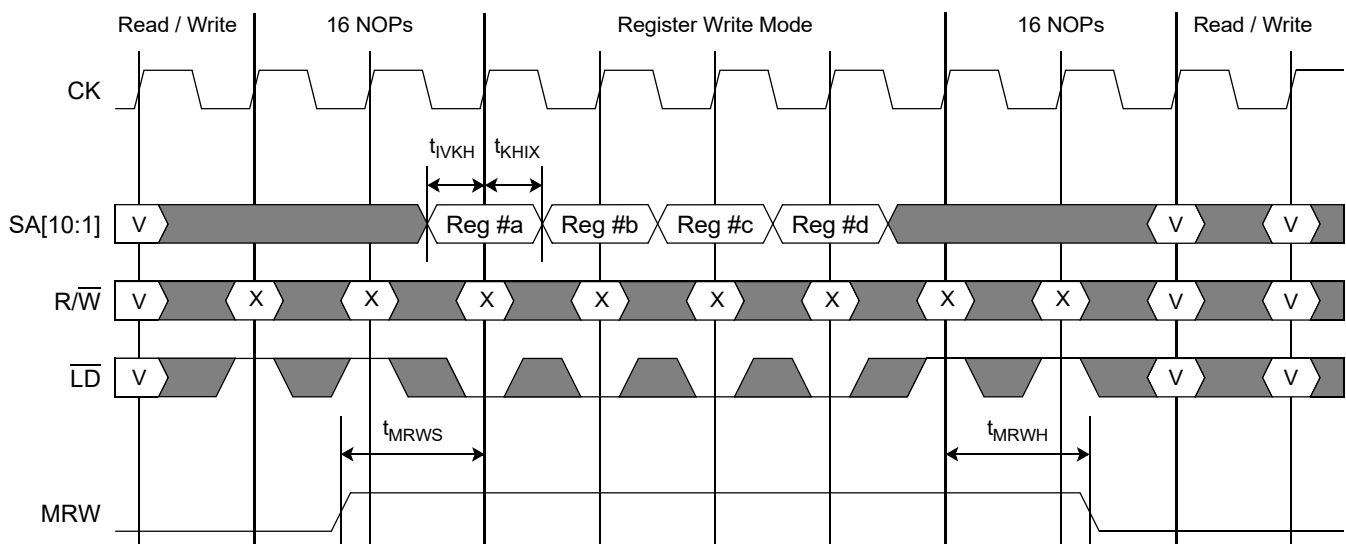 Read / Write 16 NOPs Register Write Mode 16 NOPs Read / Write
CK
tIVKH tKHIX
SA[10:1] V Reg #a Reg #b Reg #c Reg #d V V
R/W̅ V X X X X X X X X V V
L̅D̅ V V V
tMRWS tMRWH
MRW